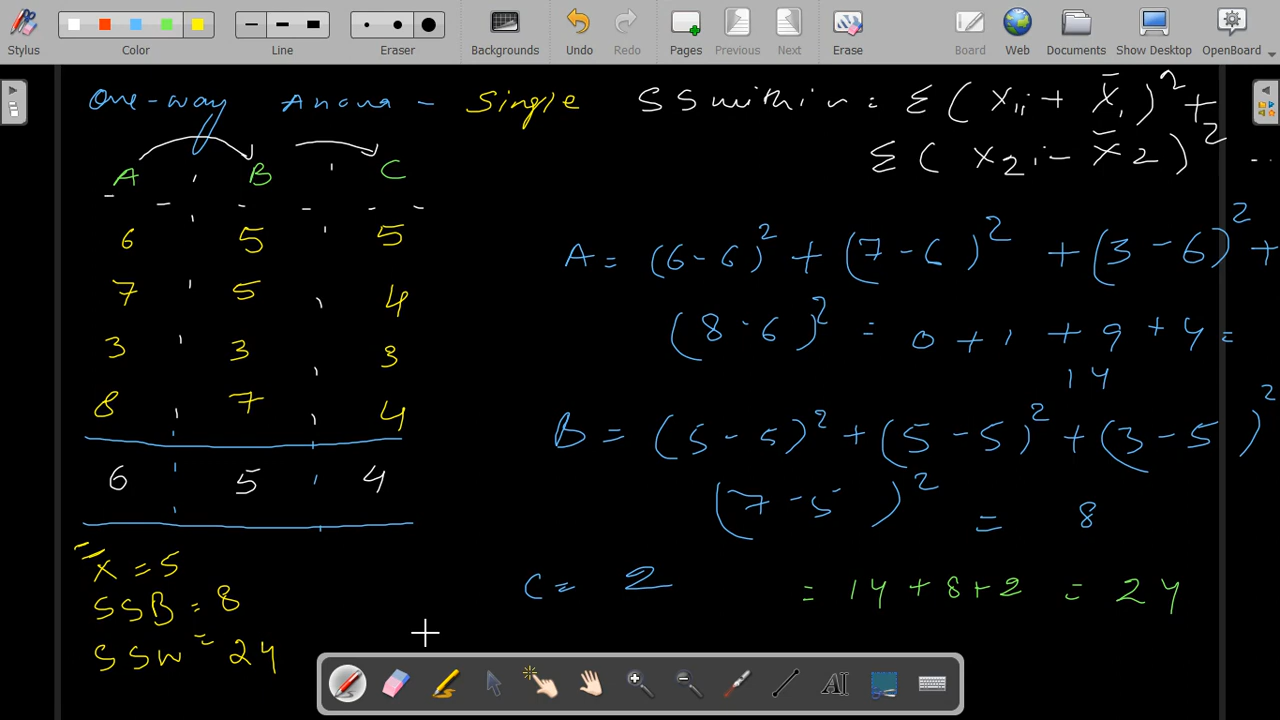 Stylus Color Line Eraser Backgrounds Undo Redo Pages Previous Next Erase Board Web Documents Show Desktop OpenBoard
One-way Anova - Single
SS within = Σ( X1i + X̄1 )² +
Σ( X2i - X̄2 )² ...
A B C
6 5 5
7 5 4
3 3 3
8 7 4
6 5 4
X̿ = 5
SSB = 8
SSW = 24
A = (6-6)² + (7-6)² + (3-6)² +
(8-6)² = 0 + 1 + 9 + 4 =
14
B = (5-5)² + (5-5)² + (3-5)²
(7-5)² = 8
C = 2 = 14+8+2 = 24
AI